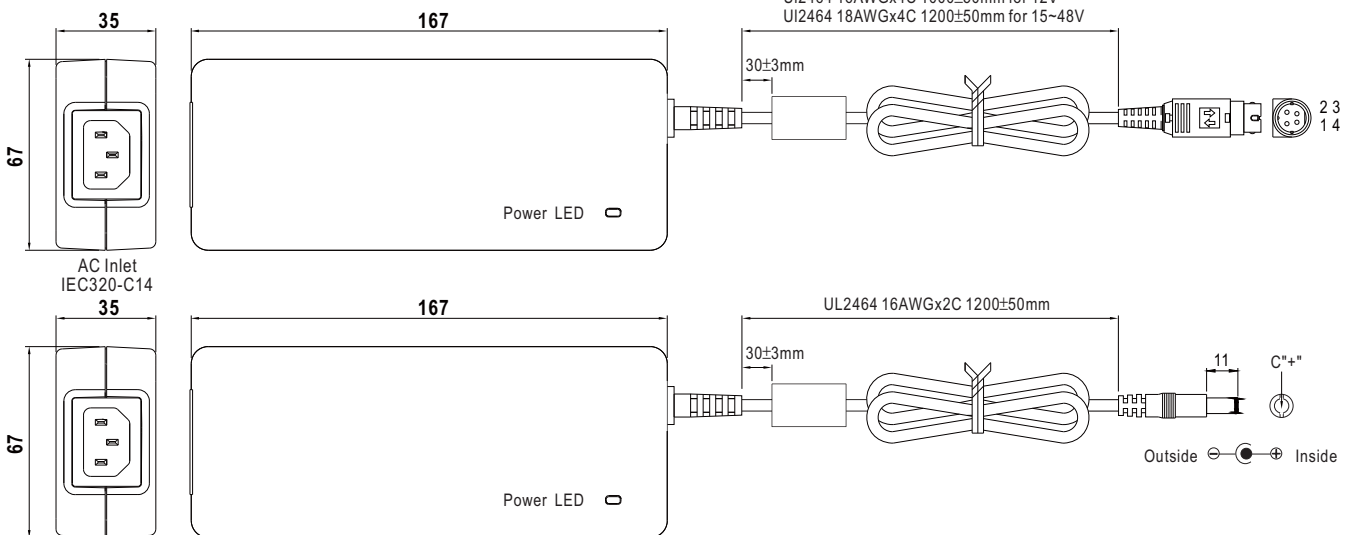 Ul2464 18AWGx4C 1200±50mm for 15~48V
35
167
30±3mm
67
2 3
1 4
Power LED
AC Inlet
IEC320-C14
35
167
UL2464 16AWGx2C 1200±50mm
30±3mm
11
C"+"
67
Outside
Inside
Power LED